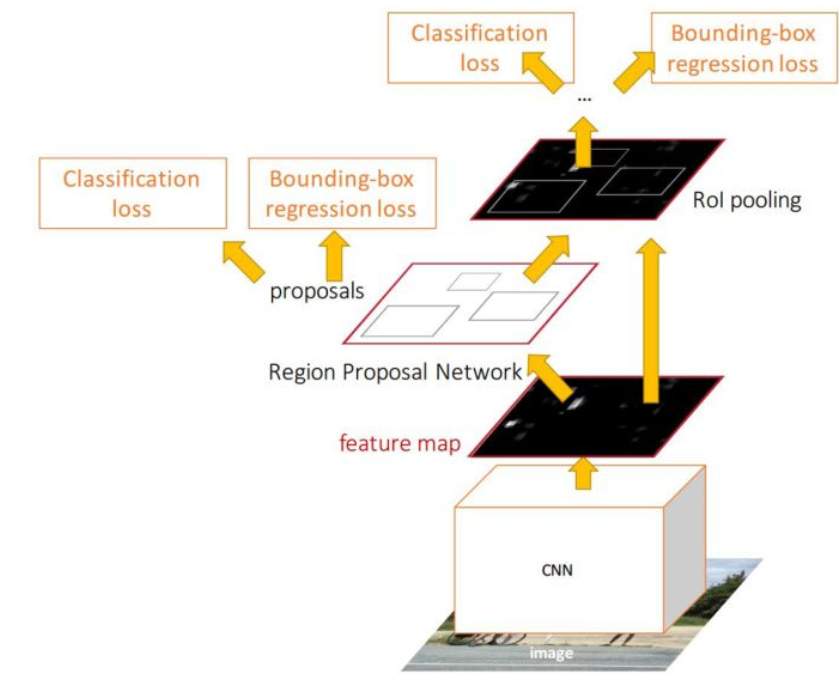 Classification
loss
Bounding-box
regression loss
...
Classification
loss
Bounding-box
regression loss
RoI pooling
proposals
Region Proposal Network
feature map
CNN
image